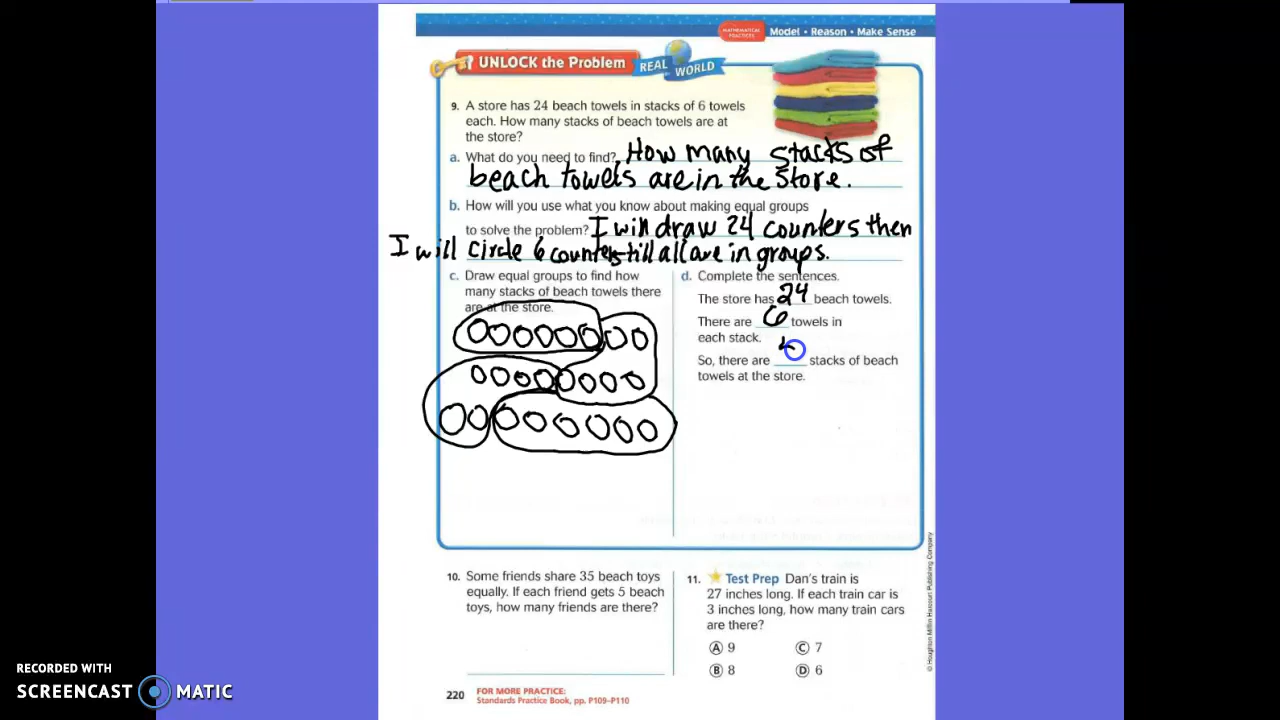 MATHEMATICAL PRACTICES
Model • Reason • Make Sense
UNLOCK the Problem
REAL WORLD
9. A store has 24 beach towels in stacks of 6 towels
each. How many stacks of beach towels are at
the store?
a. What do you need to find? How many stacks of
beach towels are in the store.
b. How will you use what you know about making equal groups
to solve the problem? I will draw 24 counters then
I will circle 6 counters till all are in groups.
c. Draw equal groups to find how
many stacks of beach towels there
are at the store.
d. Complete the sentences.
The store has 24 beach towels.
There are 6 towels in
each stack.
So, there are stacks of beach
towels at the store.
10. Some friends share 35 beach toys
equally. If each friend gets 5 beach
toys, how many friends are there?
11. Test Prep Dan's train is
27 inches long. If each train car is
3 inches long, how many train cars
are there?
A 9
C 7
B 8
D 6
© Houghton Mifflin Harcourt Publishing Company
220 FOR MORE PRACTICE:
Standards Practice Book, pp. P109–P110
RECORDED WITH
SCREENCAST MATIC